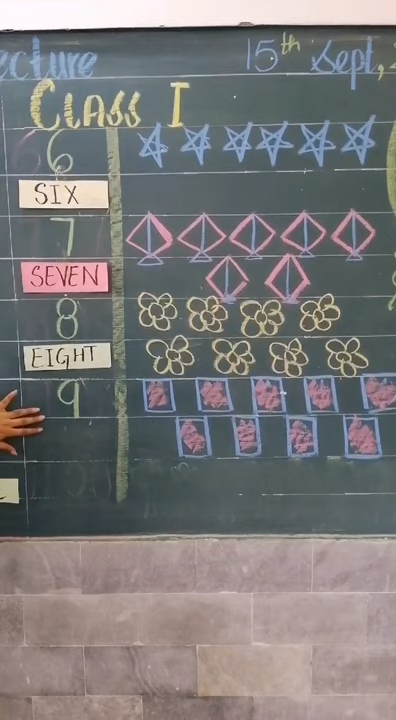 ecture 15th Sept,
CLASS I
6
SIX
7
SEVEN
8
EIGHT
9